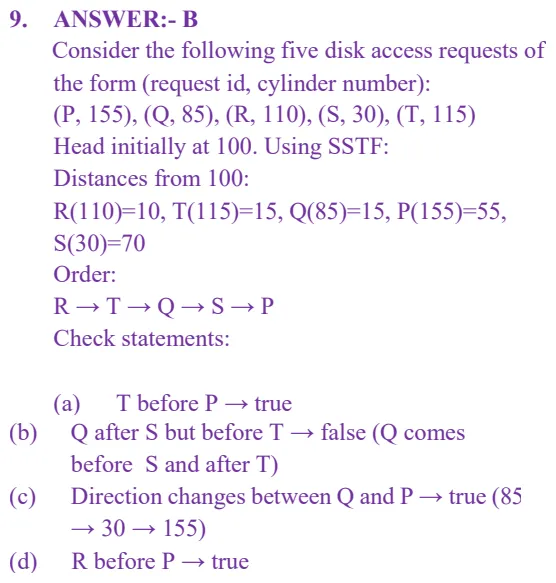 9. ANSWER:- B
Consider the following five disk access requests of
the form (request id, cylinder number):
(P, 155), (Q, 85), (R, 110), (S, 30), (T, 115)
Head initially at 100. Using SSTF:
Distances from 100:
R(110)=10, T(115)=15, Q(85)=15, P(155)=55,
S(30)=70
Order:
R → T → Q → S → P
Check statements:
(a) T before P → true
(b) Q after S but before T → false (Q comes
before S and after T)
(c) Direction changes between Q and P → true (85
→ 30 → 155)
(d) R before P → true